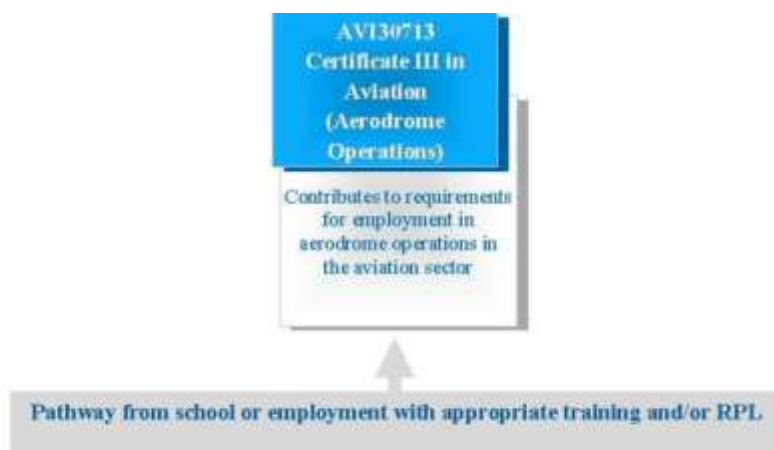 AVI30713
Certificate III in
Aviation
(Aerodrome
Operations)
Contributes to requirements
for employment in
aerodrome operations in
the aviation sector
Pathway from school or employment with appropriate training and/or RPL